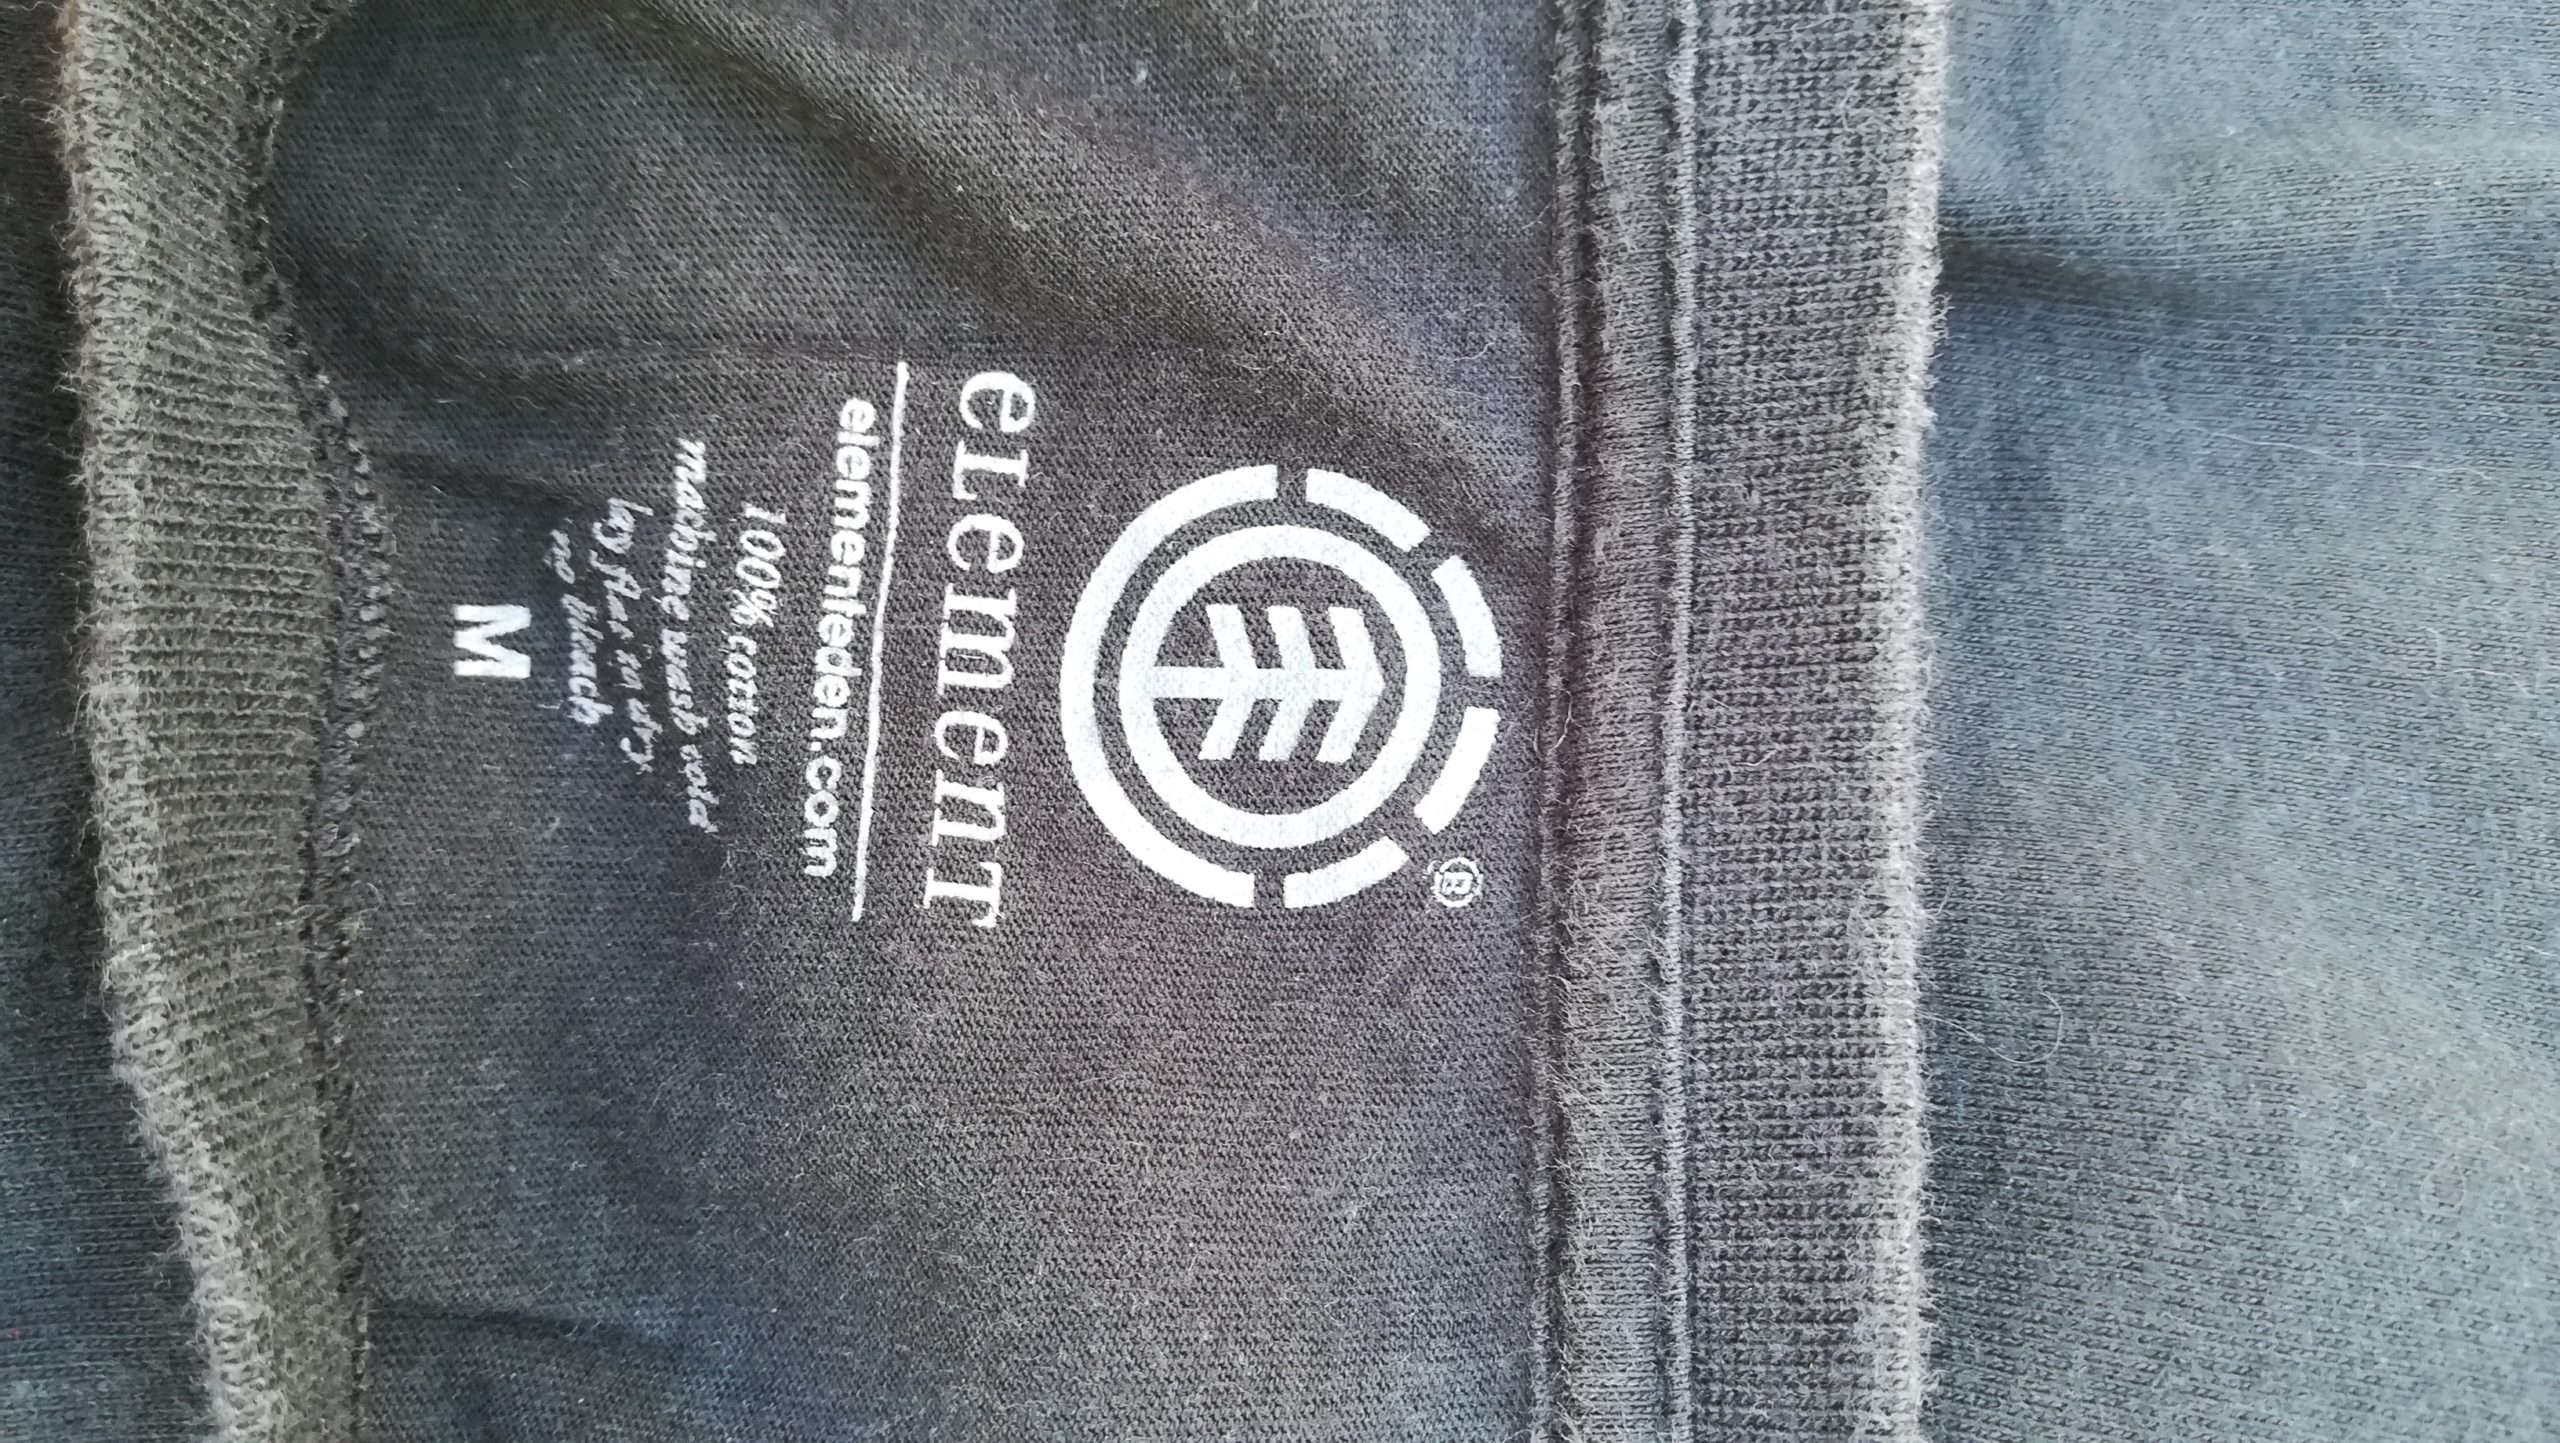 ®
element
elementeden.com
100% cotton
machine wash cold
lay flat to dry
no bleach
M